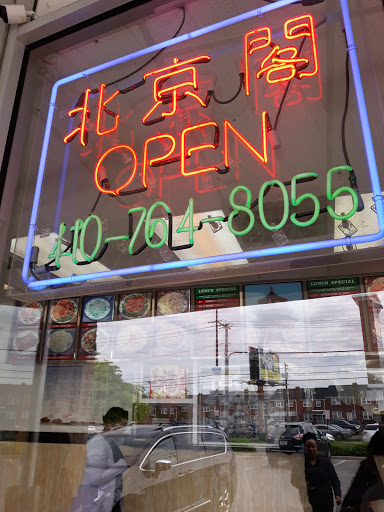 北京閣
OPEN
410-764-8055
LUNCH SPECIAL
LUNCH SPECIAL